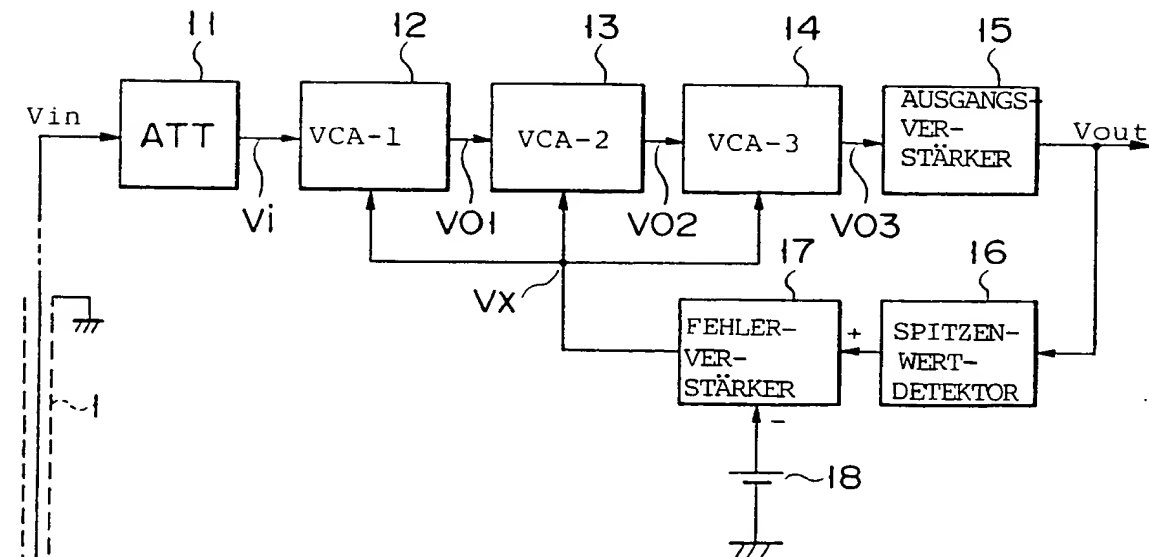 11
12
13
14
15
Vin
ATT
VCA-1
VCA-2
VCA-3
AUSGANGS-
VER-
STÄRKER
Vout
Vi
VO1
VO2
VO3
VX
17
16
FEHLER-
VER-
STÄRKER
+
SPITZEN-
WERT-
DETEKTOR
-
1
18